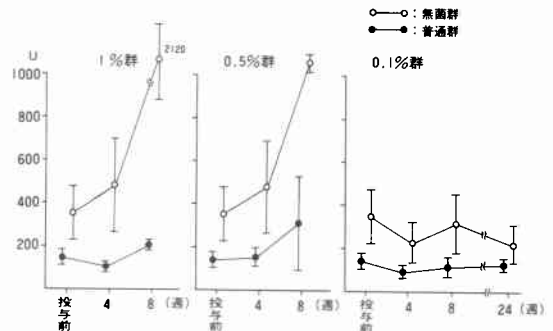 ○—○：無菌群
●—●：普通群
U
1％群
2120
0.5％群
0.1％群
1000
800
600
400
200
投与前
4
8（週）
投与前
4
8（週）
投与前
4
8
24（週）